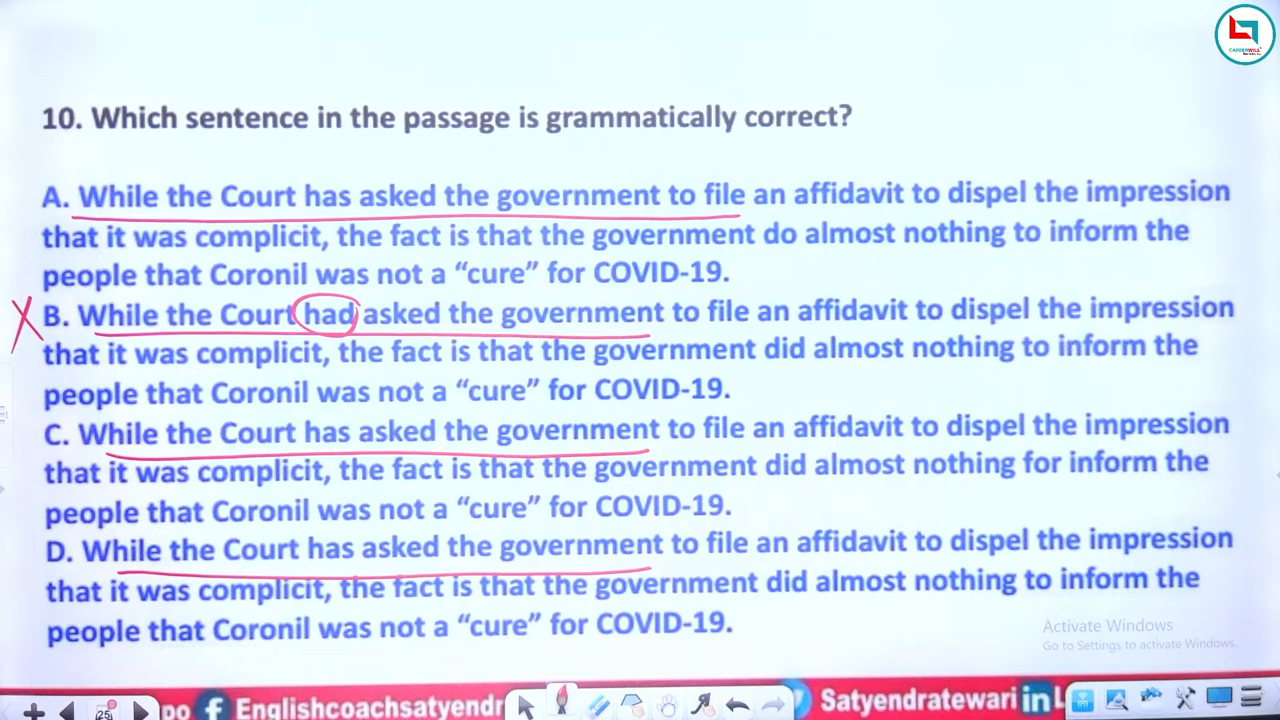 CAREERWILL
10. Which sentence in the passage is grammatically correct?
A. While the Court has asked the government to file an affidavit to dispel the impression
that it was complicit, the fact is that the government do almost nothing to inform the
people that Coronil was not a “cure” for COVID-19.
X B. While the Court had asked the government to file an affidavit to dispel the impression
that it was complicit, the fact is that the government did almost nothing to inform the
people that Coronil was not a “cure” for COVID-19.
C. While the Court has asked the government to file an affidavit to dispel the impression
that it was complicit, the fact is that the government did almost nothing for inform the
people that Coronil was not a “cure” for COVID-19.
D. While the Court has asked the government to file an affidavit to dispel the impression
that it was complicit, the fact is that the government did almost nothing to inform the
people that Coronil was not a “cure” for COVID-19.
Activate Windows
Go to Settings to activate Windows.
25 po f Englishcoachsatyendr Satyendratewari in L